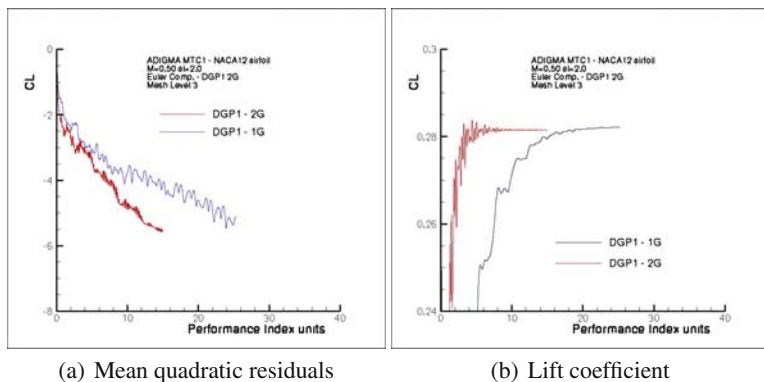 0
-2
-4
-6
-8
CL
ADIGMA MTC1 - NACA12 airfoil
M=0.50 al=2.0
Euler Comp. - DGP1 2G
Mesh Level 3
DGP1 - 2G
DGP1 - 1G
0 10 20 30 40
Performance Index units
0.3
0.28
0.26
0.24
CL
ADIGMA MTC1 - NACA12 airfoil
M=0.50 al=2.0
Euler Comp. - DGP1 2G
Mesh Level 3
DGP1 - 1G
DGP1 - 2G
0 10 20 30 40
Performance Index units
(a) Mean quadratic residuals
(b) Lift coefficient